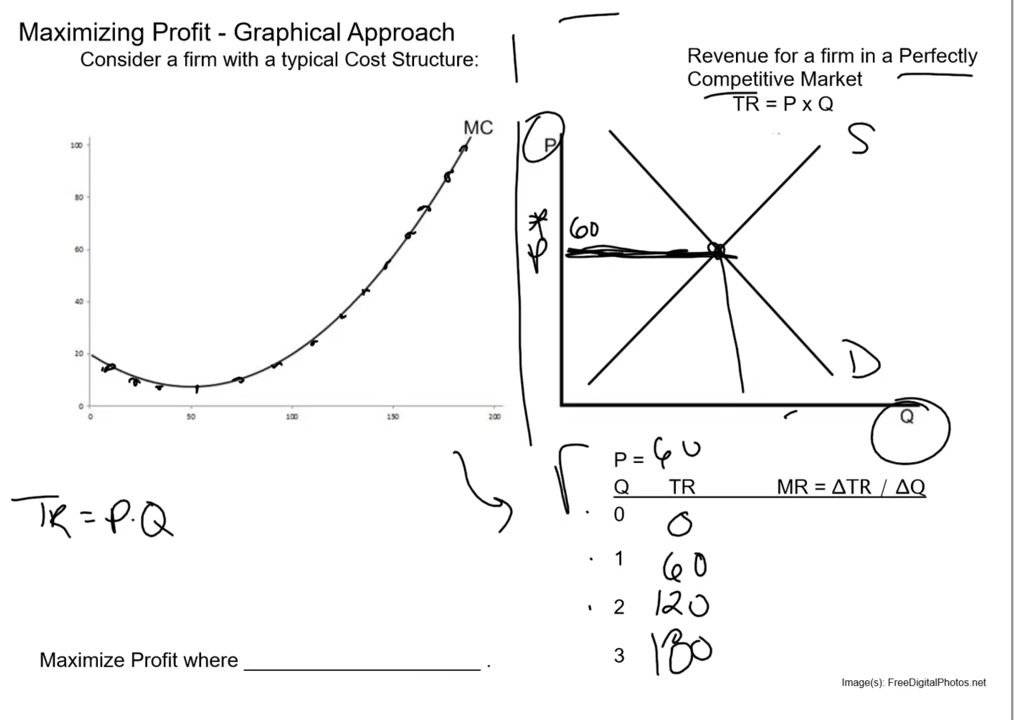 Maximizing Profit - Graphical Approach
Consider a firm with a typical Cost Structure:
MC
100
80
60
40
20
0
0 50 100 150 200
TR = P·Q
Maximize Profit where ______________________ .
Revenue for a firm in a Perfectly
Competitive Market
TR = P x Q
P
S
60
P*
D
Q
P = 60
Q TR MR = ΔTR / ΔQ
0 0
1 60
2 120
3 180
Image(s): FreeDigitalPhotos.net